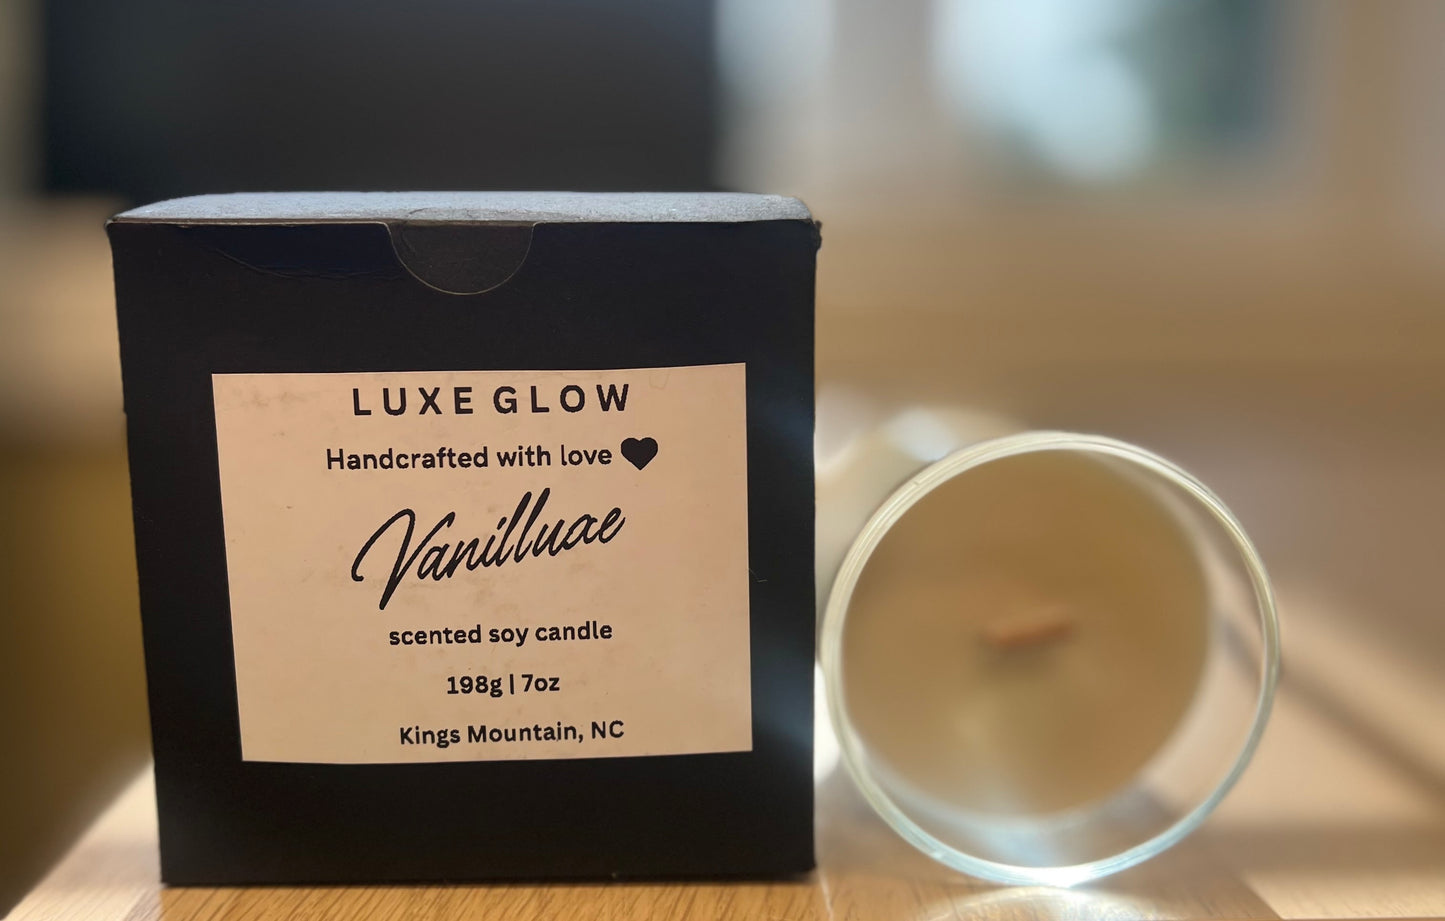 LUXE GLOW
Handcrafted with love 🖤
Vanilluxe
scented soy candle
198g | 7oz
Kings Mountain, NC